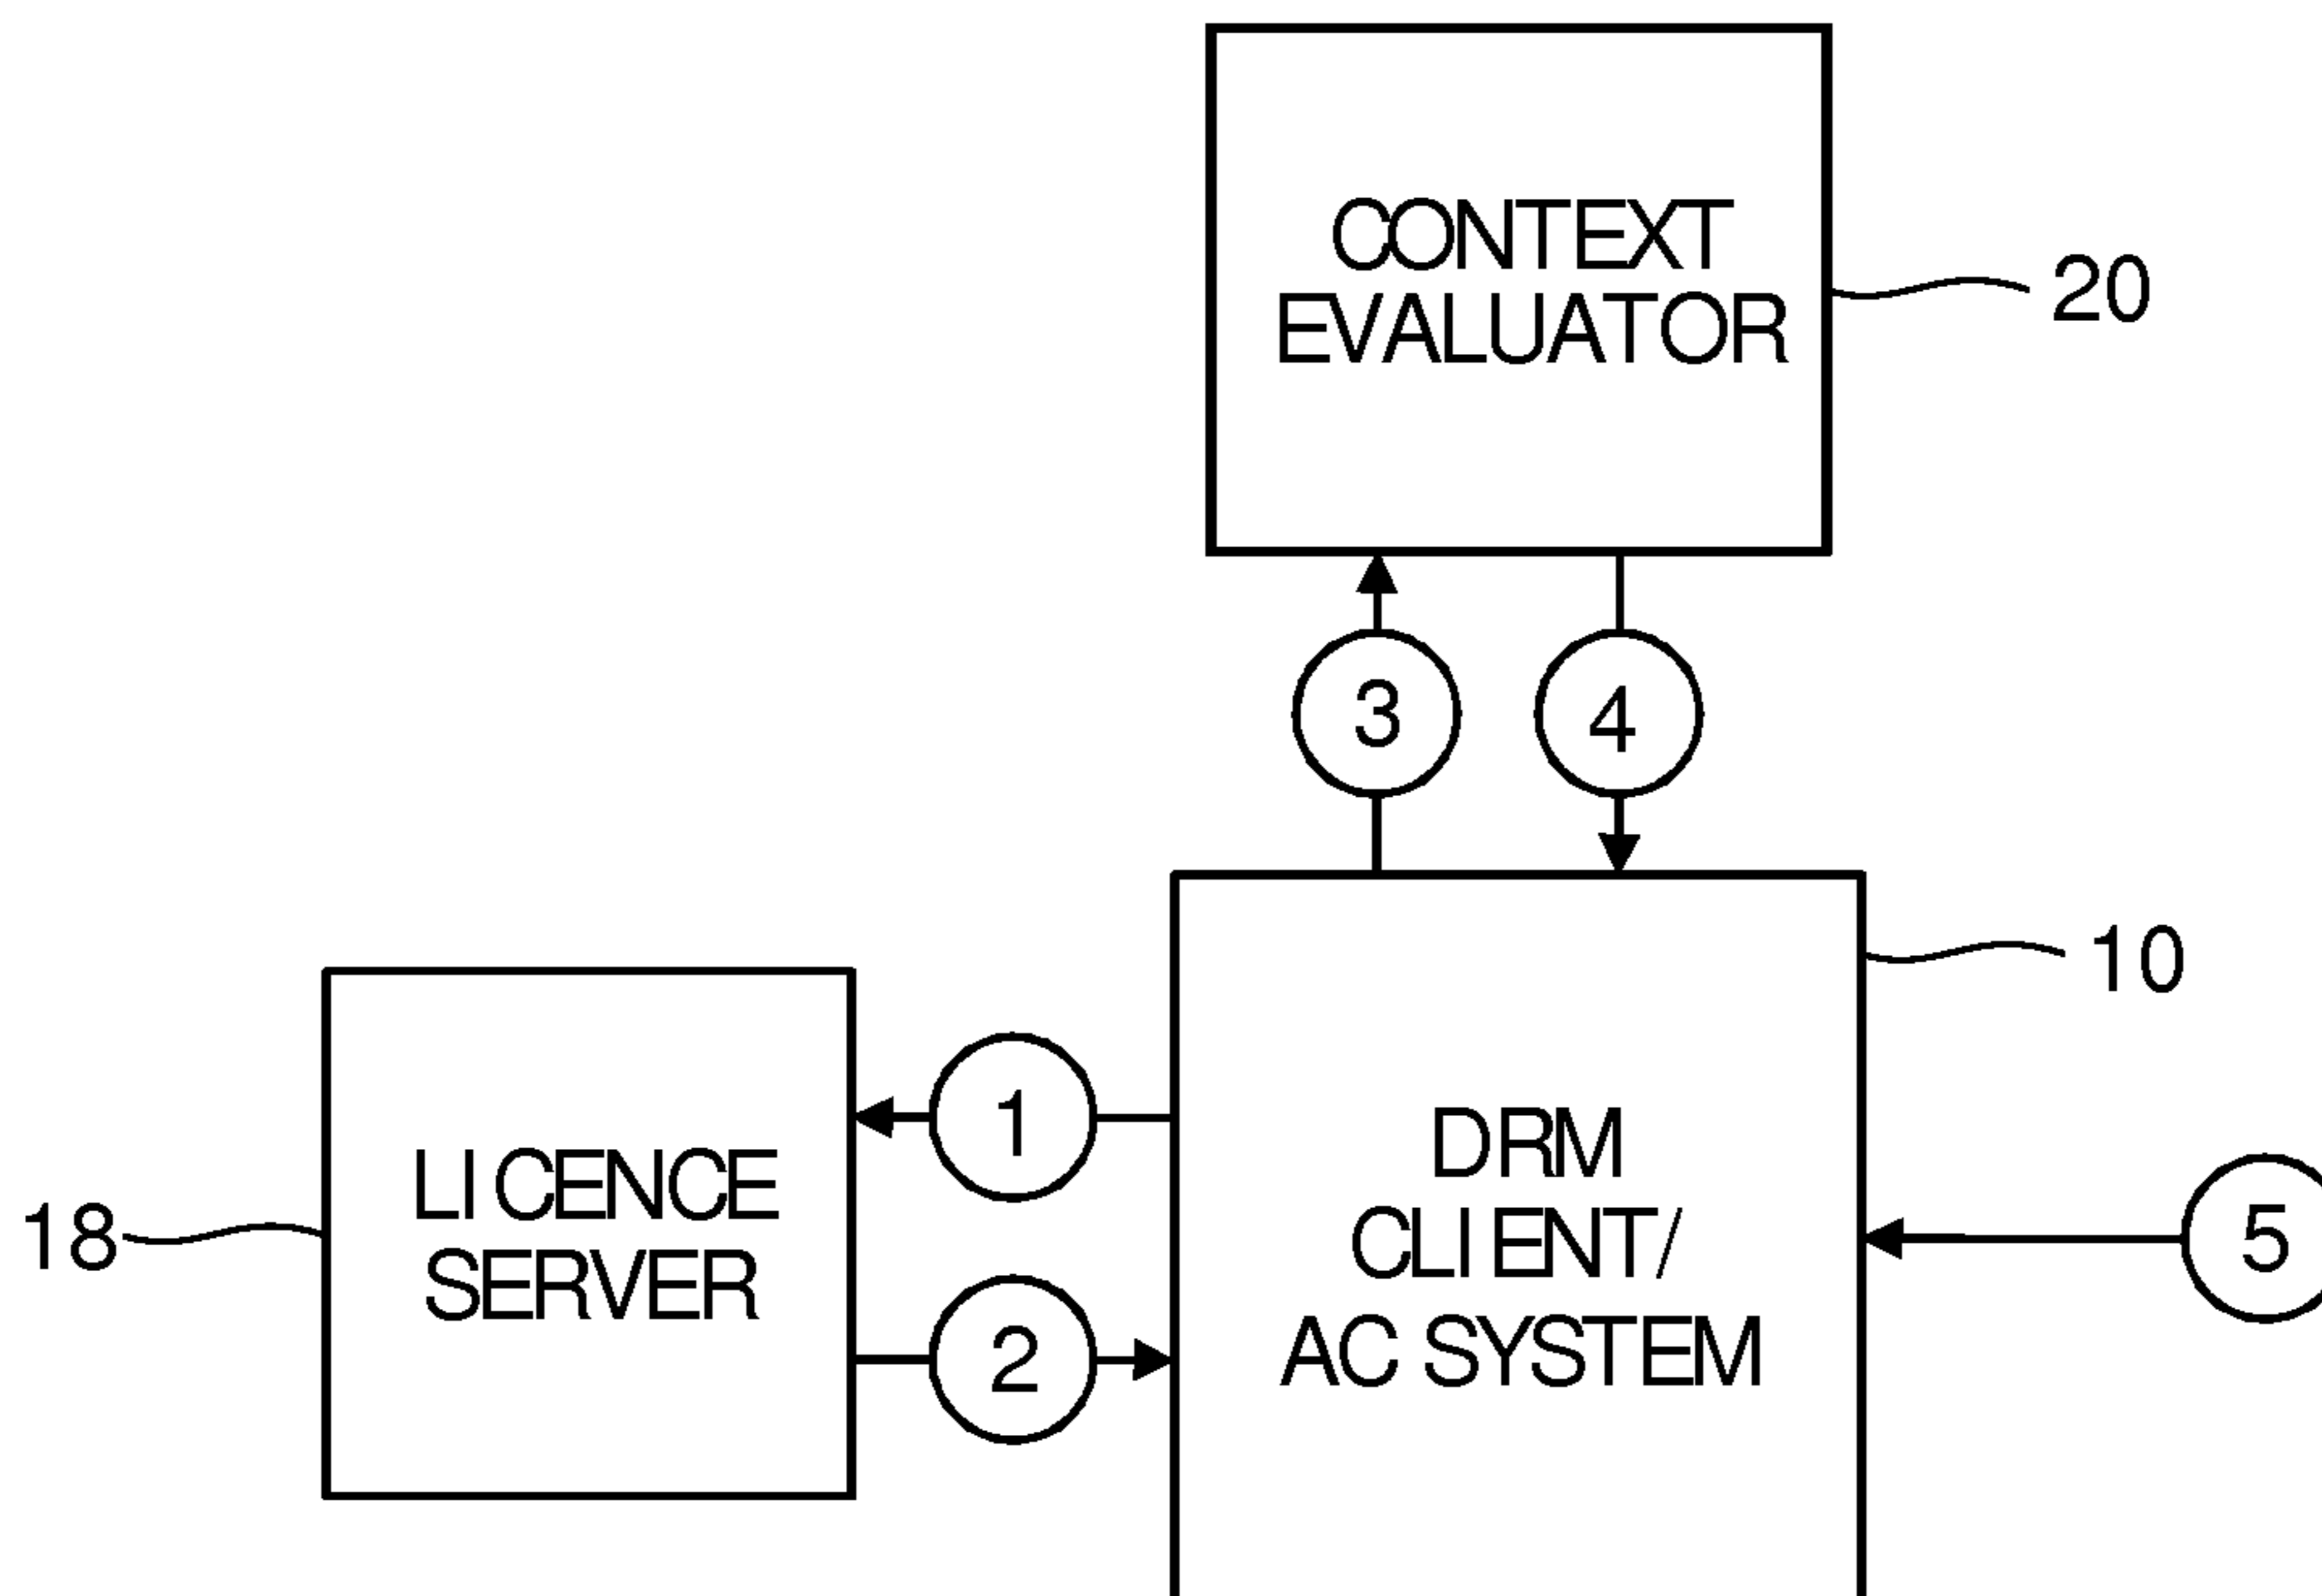 CONTEXT
EVALUATOR
20
3
4
10
1
DRM
CLIENT/
AC SYSTEM
LICENCE
SERVER
18
5
2